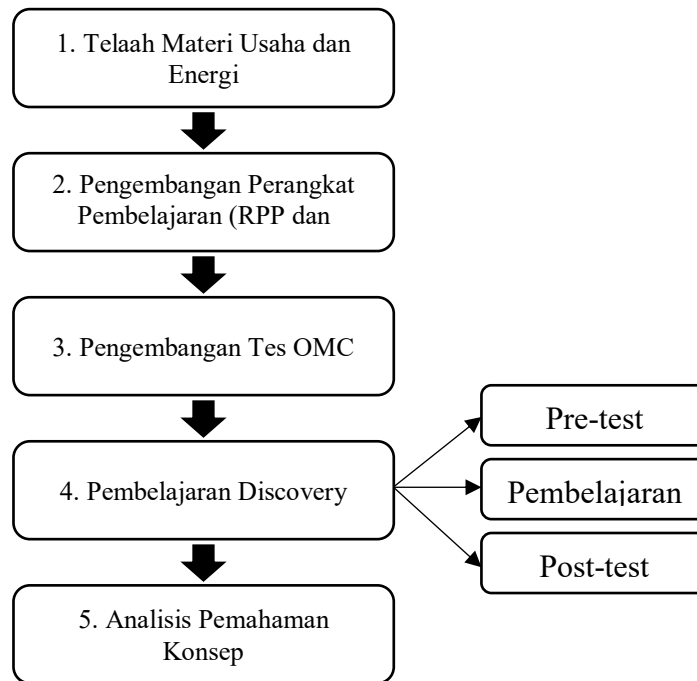 1. Telaah Materi Usaha dan
Energi
2. Pengembangan Perangkat
Pembelajaran (RPP dan
3. Pengembangan Tes OMC
4. Pembelajaran Discovery
Pre-test
Pembelajaran
Post-test
5. Analisis Pemahaman
Konsep